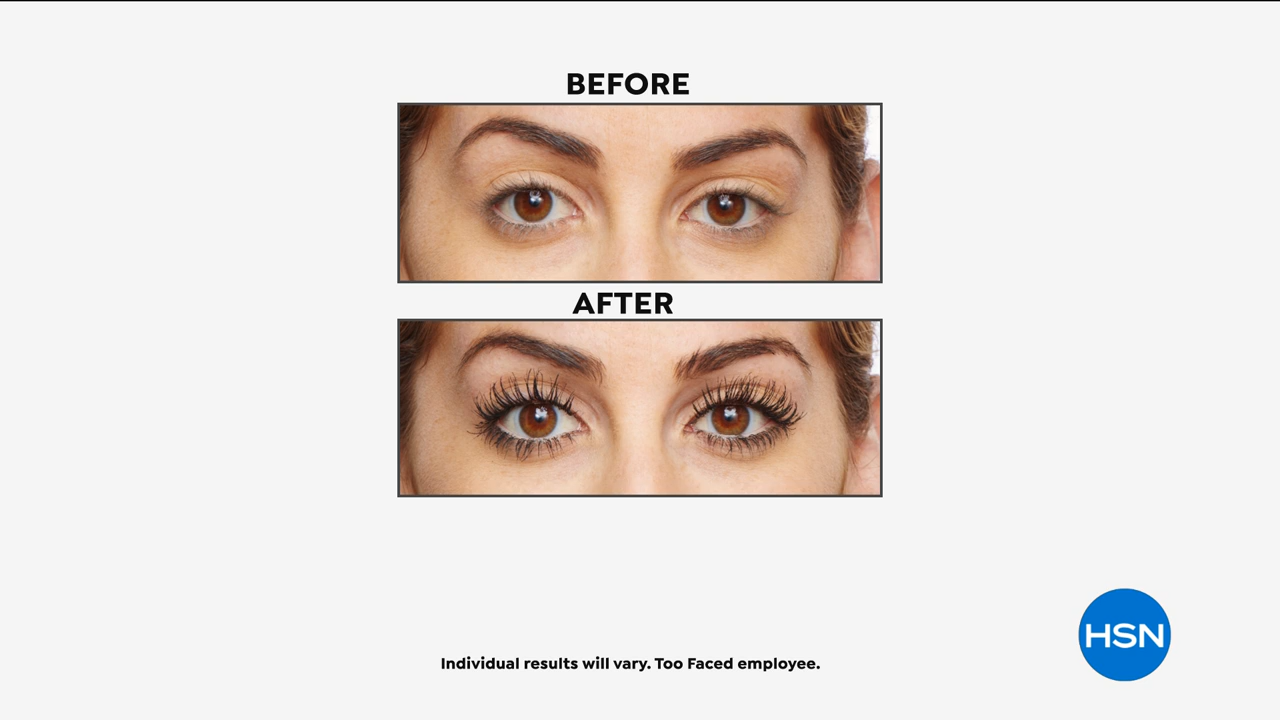 BEFORE
AFTER
HSN
Individual results will vary. Too Faced employee.